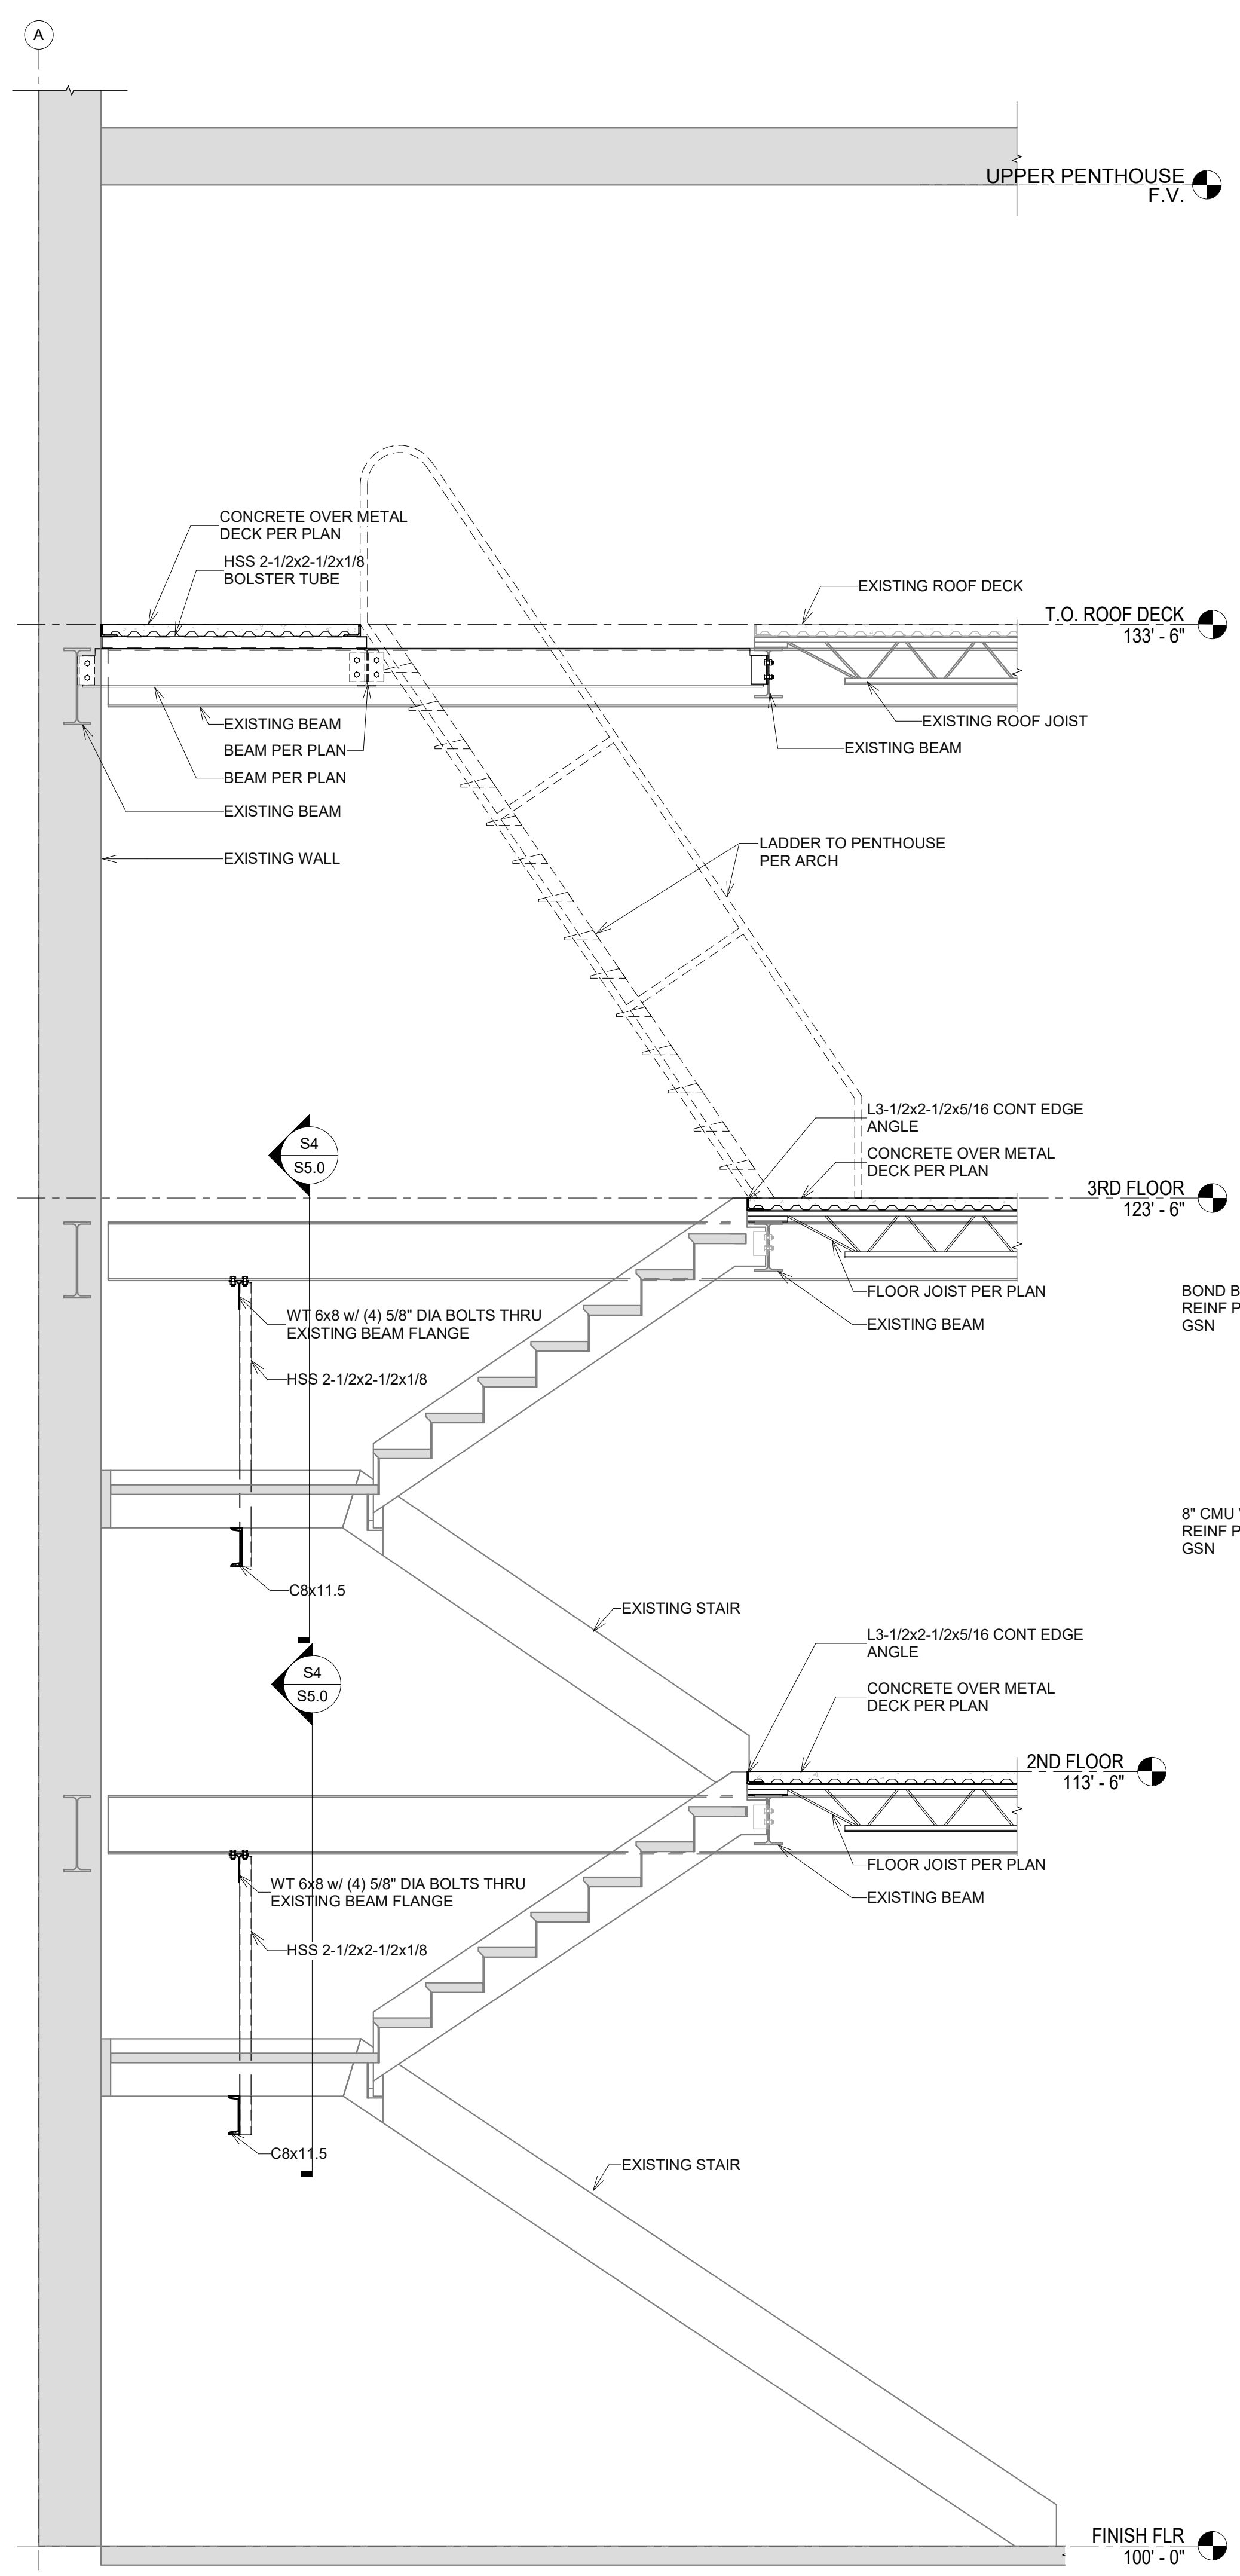 A
UPPER PENTHOUSE
F.V.
CONCRETE OVER METAL
DECK PER PLAN
HSS 2-1/2x2-1/2x1/8
BOLSTER TUBE
EXISTING ROOF DECK
T.O. ROOF DECK
133' - 6"
EXISTING BEAM
BEAM PER PLAN
BEAM PER PLAN
EXISTING BEAM
EXISTING WALL
EXISTING ROOF JOIST
EXISTING BEAM
LADDER TO PENTHOUSE
PER ARCH
L3-1/2x2-1/2x5/16 CONT EDGE
ANGLE
CONCRETE OVER METAL
DECK PER PLAN
S4
S5.0
3RD FLOOR
123' - 6"
FLOOR JOIST PER PLAN
EXISTING BEAM
WT 6x8 w/ (4) 5/8" DIA BOLTS THRU
EXISTING BEAM FLANGE
HSS 2-1/2x2-1/2x1/8
BOND B
REINF P
GSN
8" CMU
REINF P
GSN
C8x11.5
EXISTING STAIR
S4
S5.0
L3-1/2x2-1/2x5/16 CONT EDGE
ANGLE
CONCRETE OVER METAL
DECK PER PLAN
2ND FLOOR
113' - 6"
FLOOR JOIST PER PLAN
EXISTING BEAM
WT 6x8 w/ (4) 5/8" DIA BOLTS THRU
EXISTING BEAM FLANGE
HSS 2-1/2x2-1/2x1/8
C8x11.5
EXISTING STAIR
FINISH FLR
100' - 0"